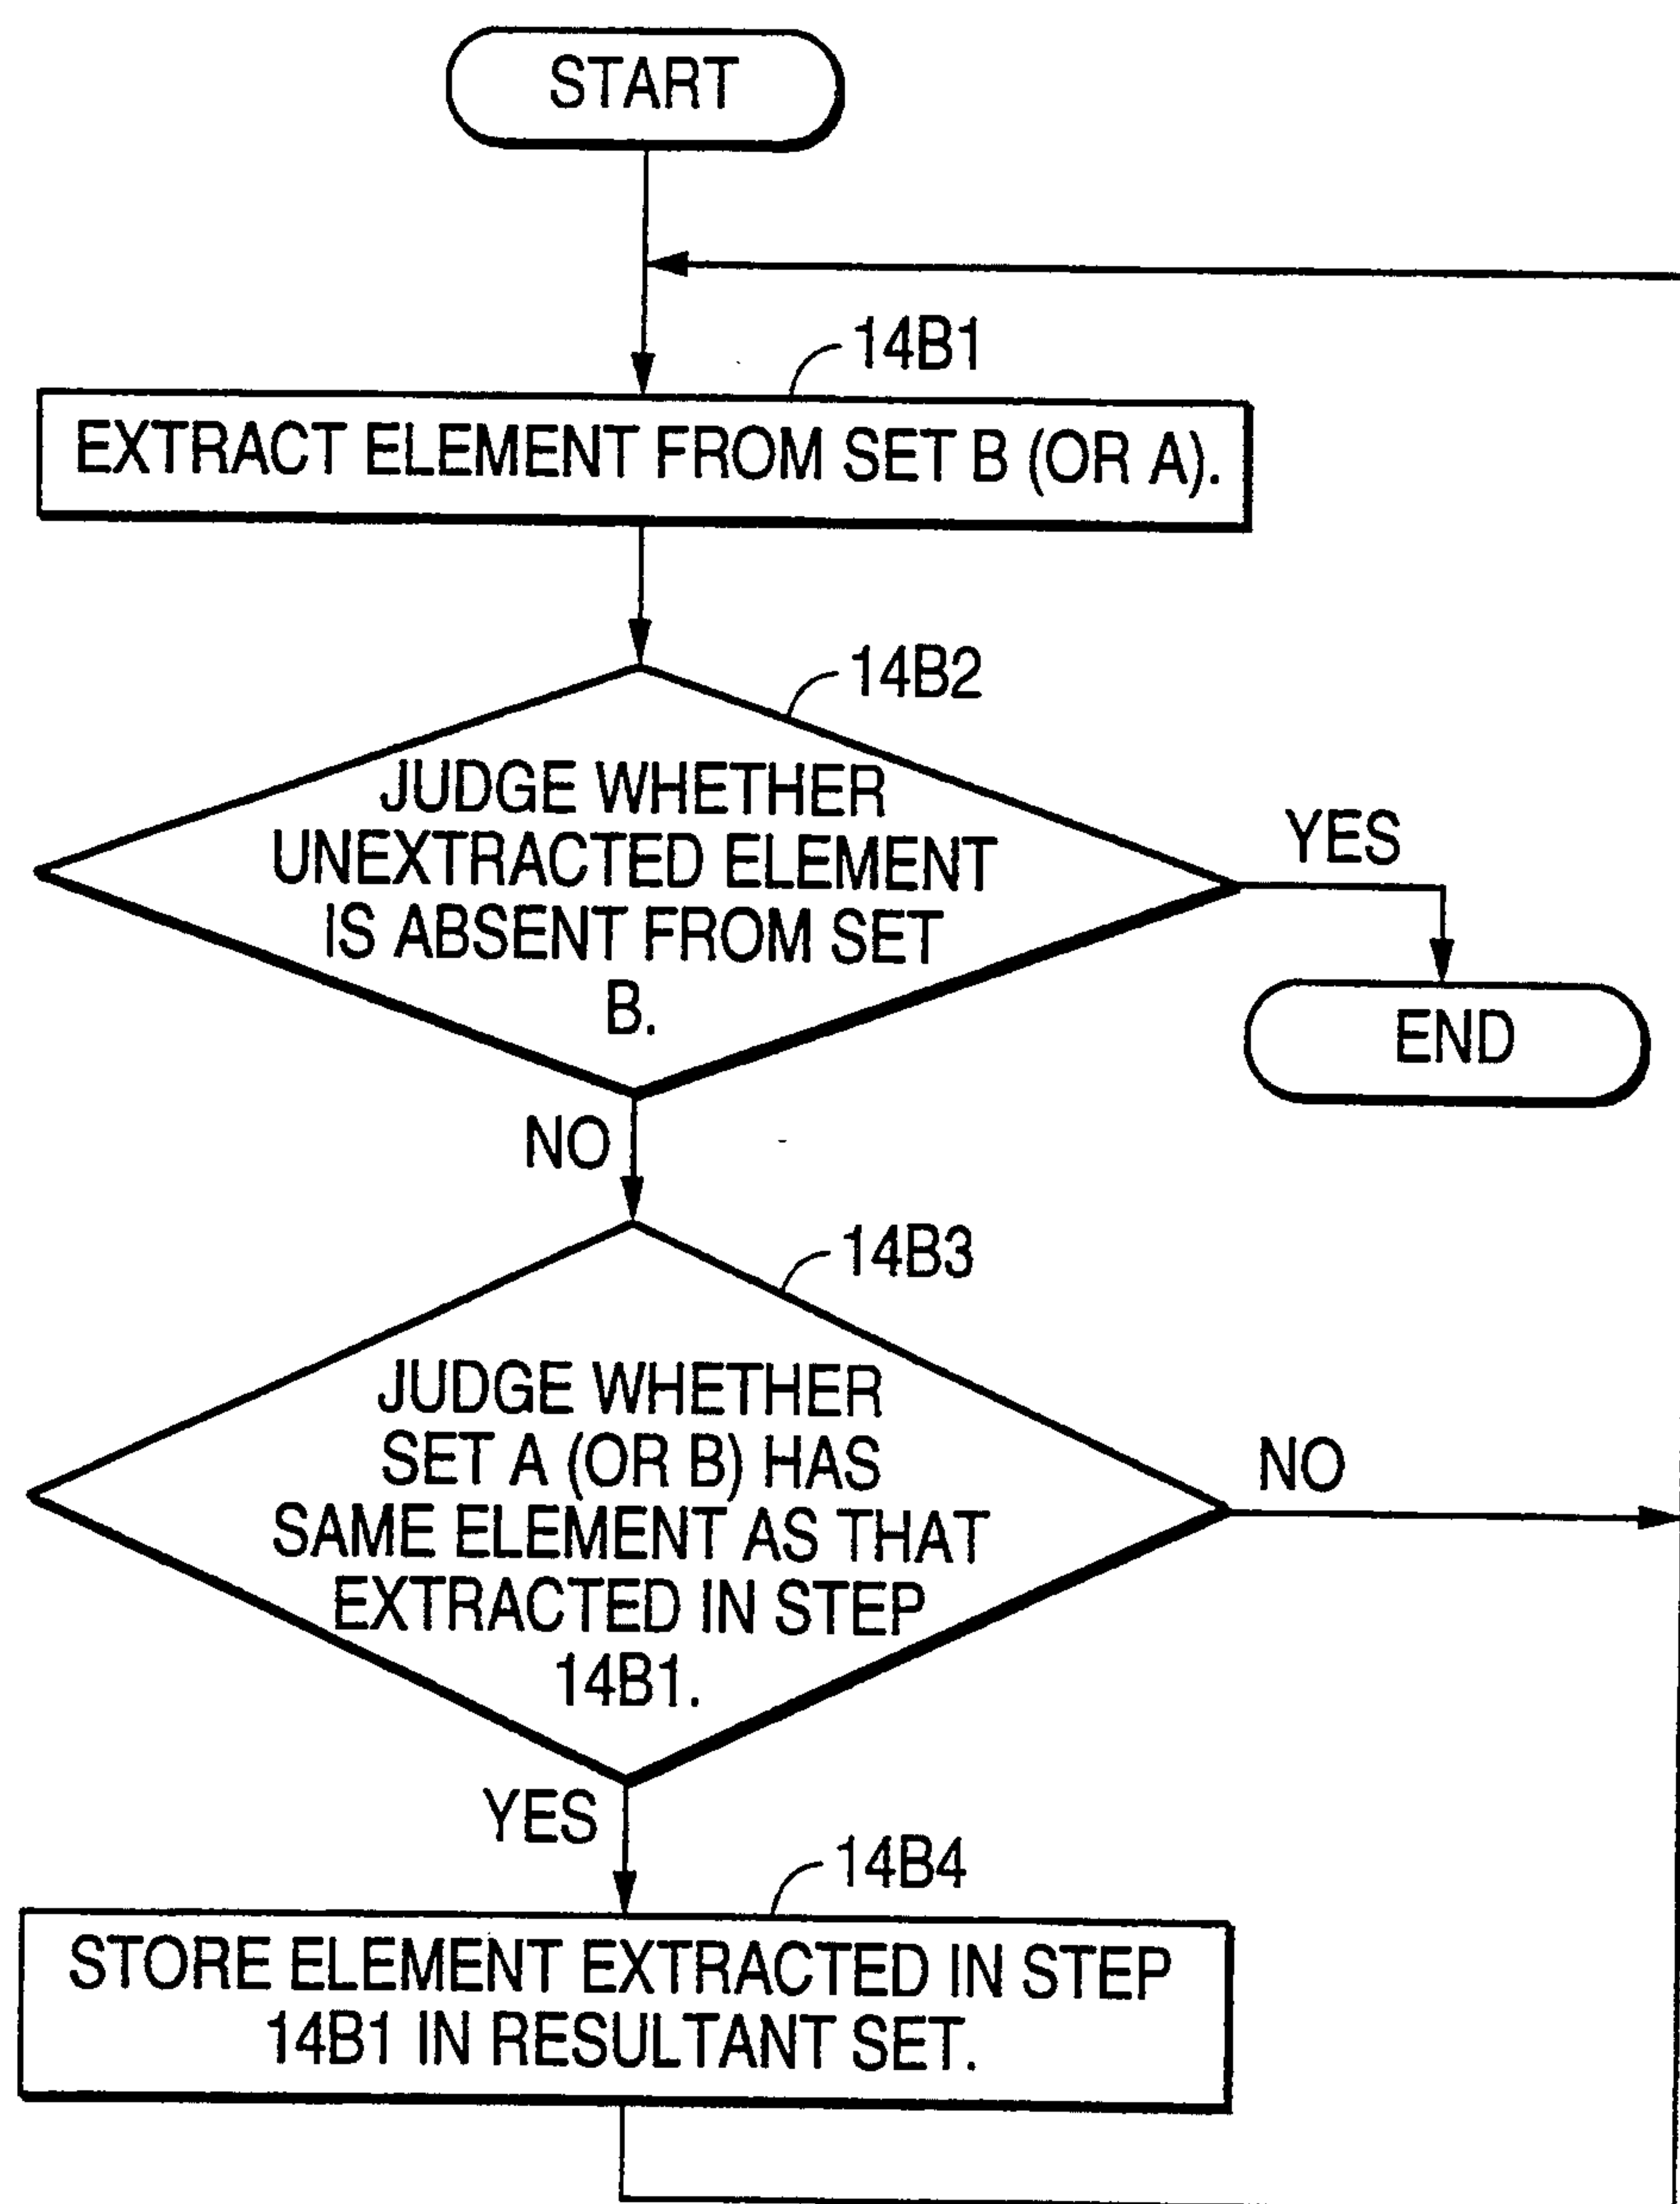 START
14B1
EXTRACT ELEMENT FROM SET B (OR A).
14B2
JUDGE WHETHER
UNEXTRACTED ELEMENT
IS ABSENT FROM SET
B.
YES
END
NO
14B3
JUDGE WHETHER
SET A (OR B) HAS
SAME ELEMENT AS THAT
EXTRACTED IN STEP
14B1.
NO
YES
14B4
STORE ELEMENT EXTRACTED IN STEP
14B1 IN RESULTANT SET.